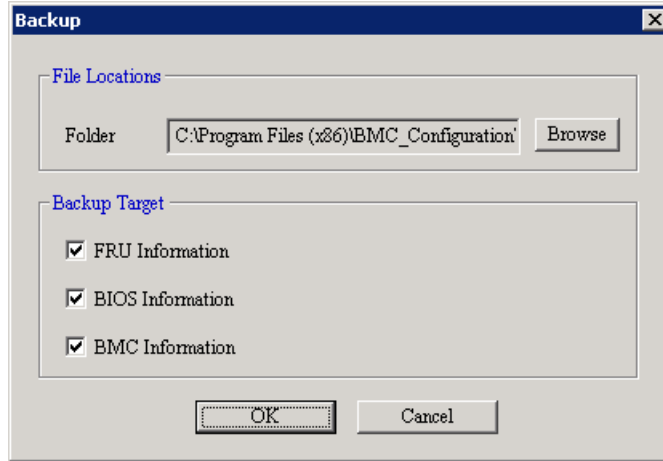 Backup
File Locations
Folder C:\Program Files (x86)\BMC_Configuration\ Browse
Backup Target
FRU Information
BIOS Information
BMC Information
OK Cancel